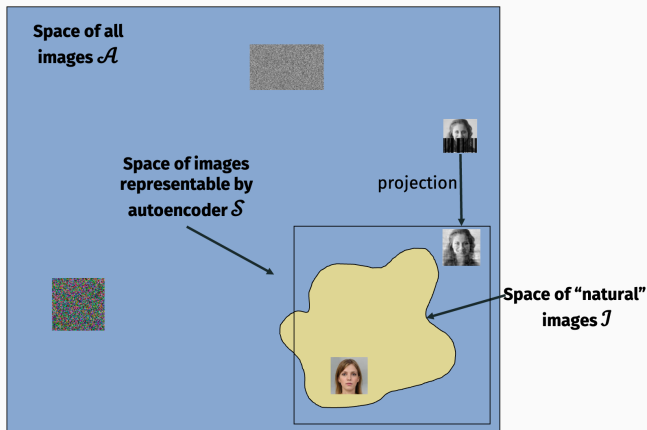 Space of all
images 𝒜
Space of images
representable by
autoencoder 𝒮
projection
Space of “natural”
images ℐ